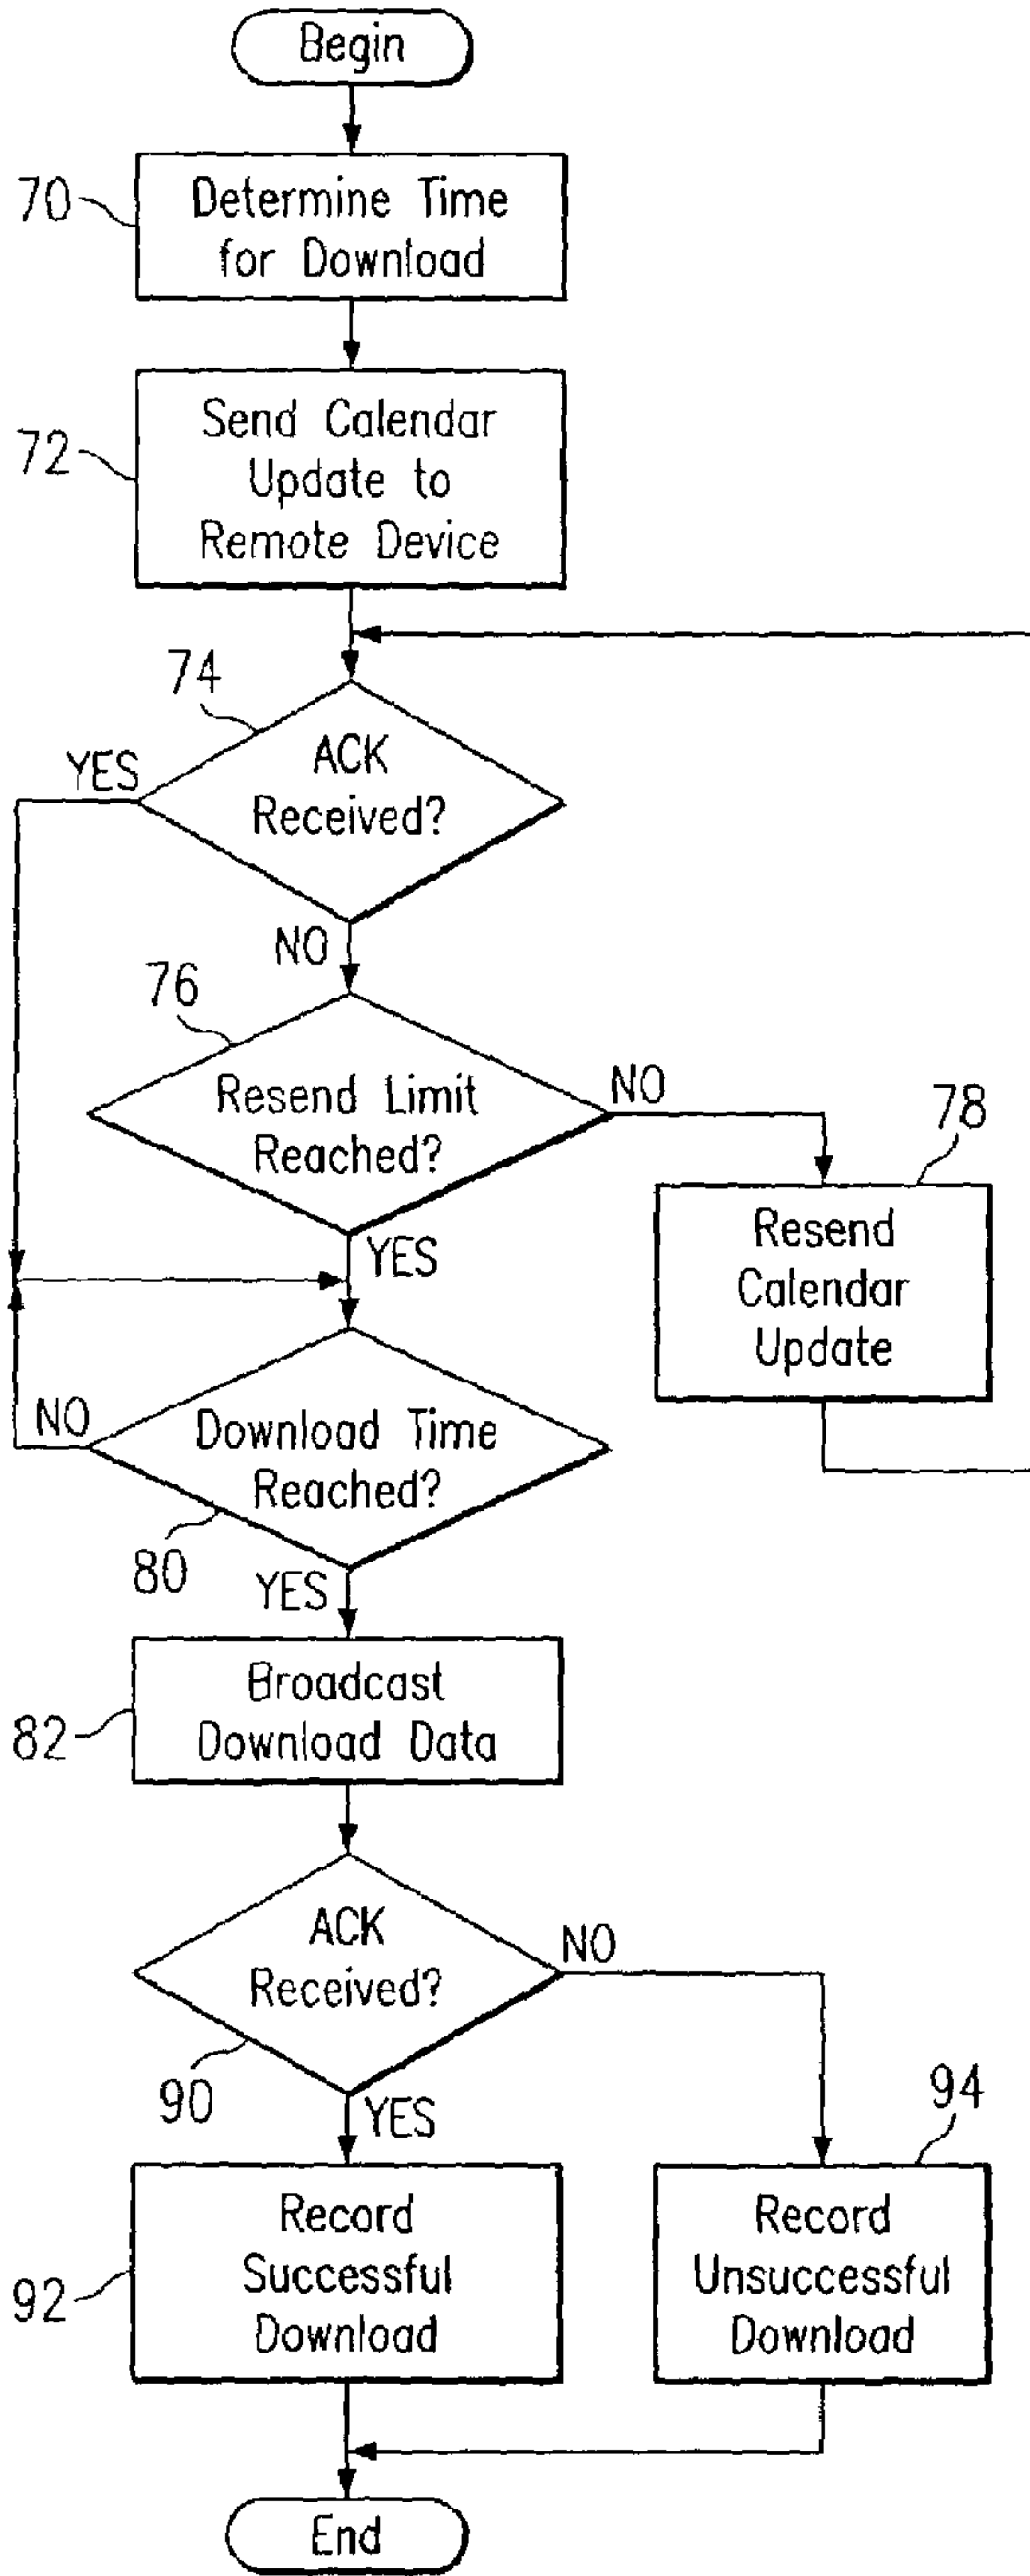 Begin
70
Determine Time
for Download
72
Send Calendar
Update to
Remote Device
74
YES
ACK
Received?
NO
76
Resend Limit
Reached?
NO
78
YES
Resend
Calendar
Update
NO
Download Time
Reached?
80
YES
82
Broadcast
Download Data
ACK
Received?
NO
90
YES
94
92
Record
Successful
Download
Record
Unsuccessful
Download
End